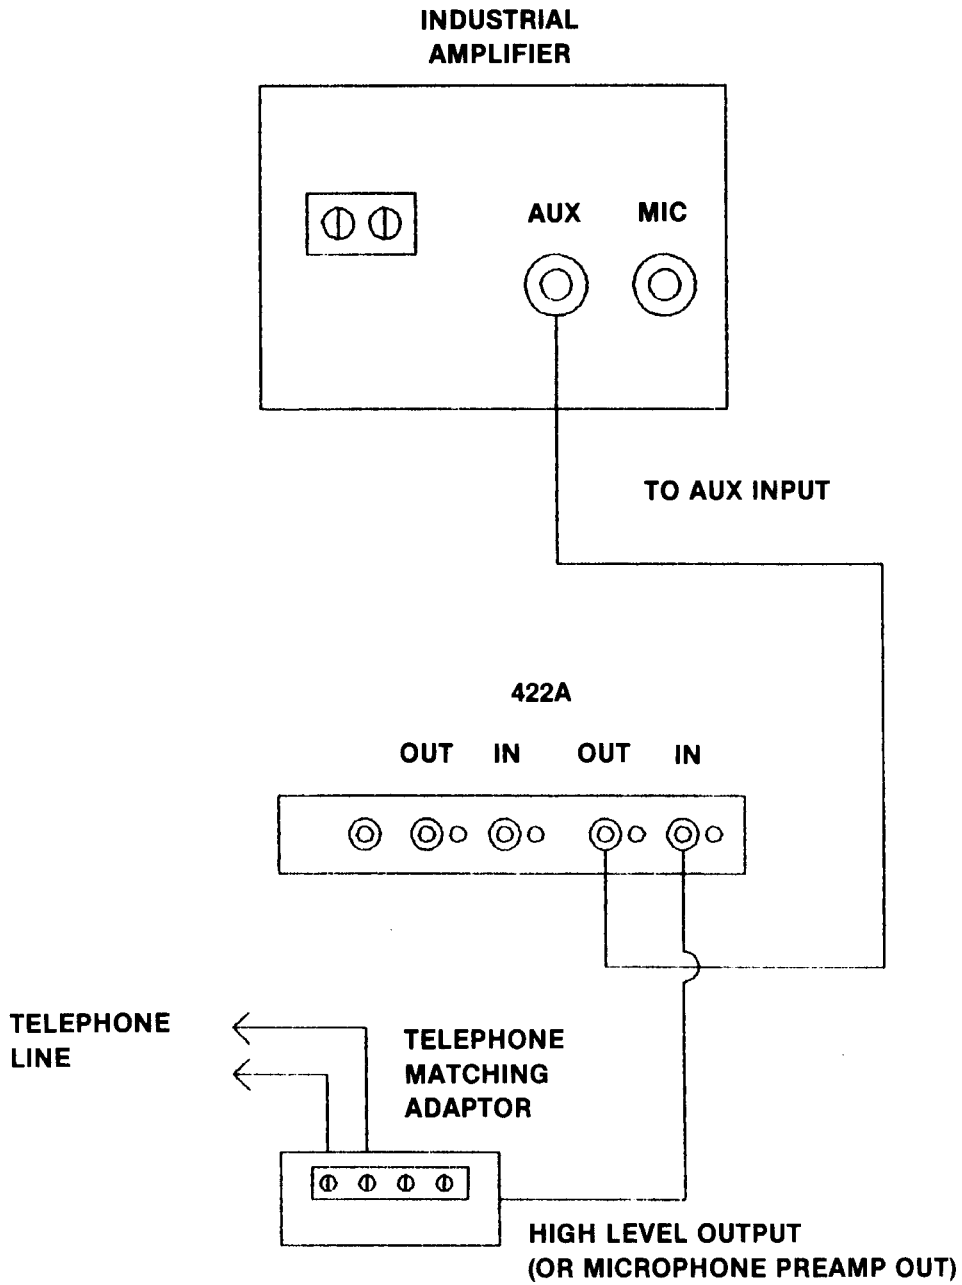 INDUSTRIAL
AMPLIFIER
AUX MIC
TO AUX INPUT
422A
OUT IN OUT IN
TELEPHONE
LINE
TELEPHONE
MATCHING
ADAPTOR
HIGH LEVEL OUTPUT
(OR MICROPHONE PREAMP OUT)